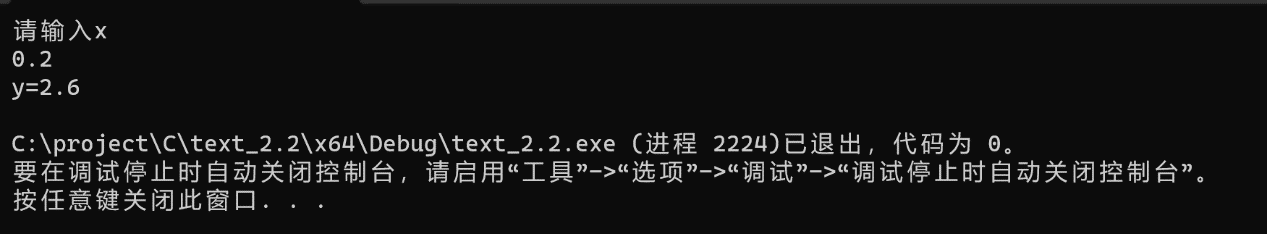 请输入x
0.2
y=2.6
C:\project\C\text_2.2\x64\Debug\text_2.2.exe (进程 2224)已退出，代码为 0。
要在调试停止时自动关闭控制台，请启用“工具”->“选项”->“调试”->“调试停止时自动关闭控制台”。
按任意键关闭此窗口. . .